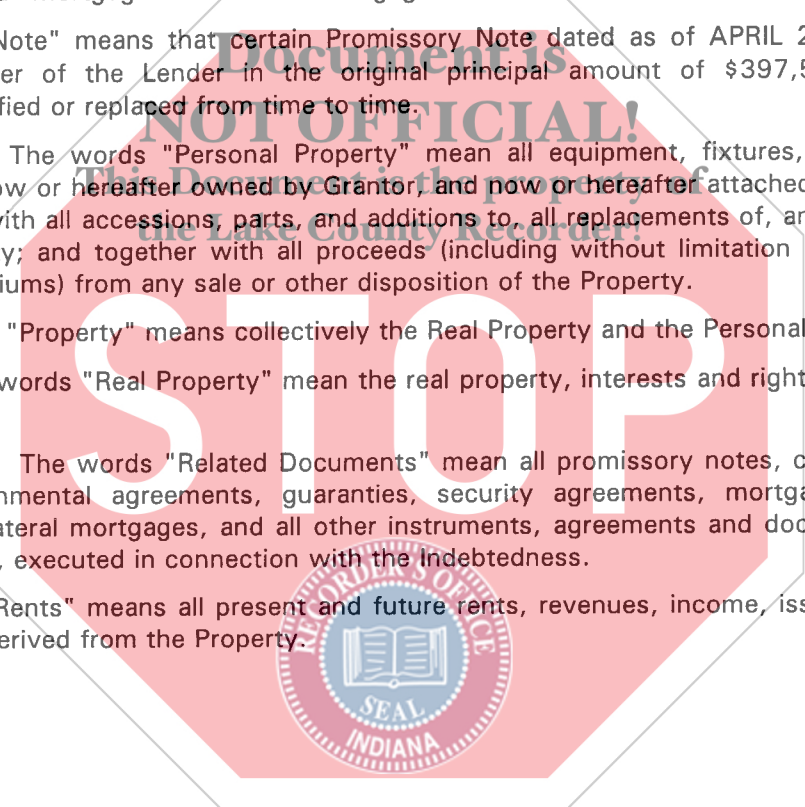 Note" means that certain Promissory Note dated as of APRIL 2
er of the Lender in the original principal amount of $397,5
fied or replaced from time to time.
Document is
NOT OFFICIAL!
This Document is the property of
the Lake County Recorder!
The words "Personal Property" mean all equipment, fixtures,
ow or hereafter owned by Grantor, and now or hereafter attached
with all accessions, parts, and additions to, all replacements of, an
y; and together with all proceeds (including without limitation
iums) from any sale or other disposition of the Property.
"Property" means collectively the Real Property and the Personal
words "Real Property" mean the real property, interests and right
STOP
The words "Related Documents" mean all promissory notes, c
nmental agreements, guaranties, security agreements, mortga
ateral mortgages, and all other instruments, agreements and doc
, executed in connection with the Indebtedness.
Rents" means all present and future rents, revenues, income, iss
erived from the Property.
RECORDER'S OFFICE
SEAL
INDIANA